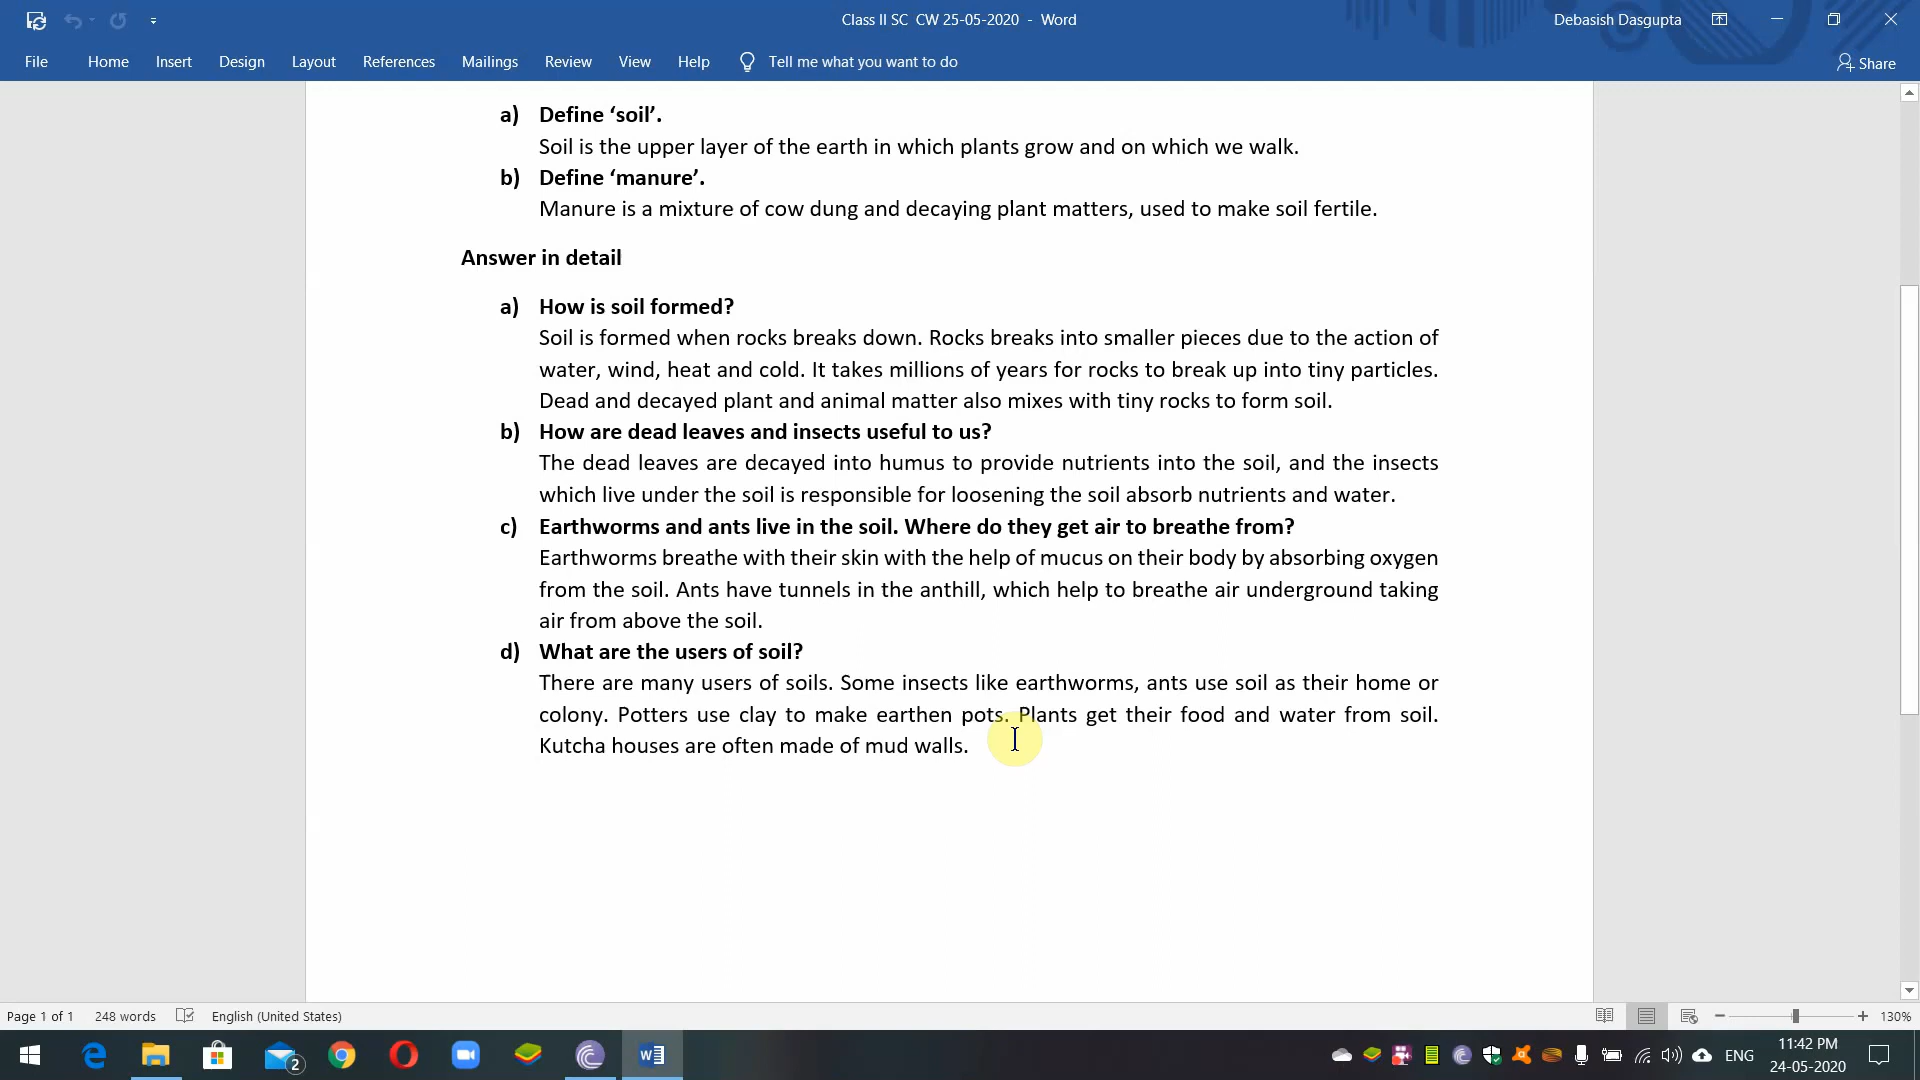 Class II SC  CW 25-05-2020  -  Word
Debasish Dasgupta
File Home Insert Design Layout References Mailings Review View Help Tell me what you want to do Share
a) Define ‘soil’.
Soil is the upper layer of the earth in which plants grow and on which we walk.
b) Define ‘manure’.
Manure is a mixture of cow dung and decaying plant matters, used to make soil fertile.
Answer in detail
a) How is soil formed?
Soil is formed when rocks breaks down. Rocks breaks into smaller pieces due to the action of
water, wind, heat and cold. It takes millions of years for rocks to break up into tiny particles.
Dead and decayed plant and animal matter also mixes with tiny rocks to form soil.
b) How are dead leaves and insects useful to us?
The dead leaves are decayed into humus to provide nutrients into the soil, and the insects
which live under the soil is responsible for loosening the soil absorb nutrients and water.
c) Earthworms and ants live in the soil. Where do they get air to breathe from?
Earthworms breathe with their skin with the help of mucus on their body by absorbing oxygen
from the soil. Ants have tunnels in the anthill, which help to breathe air underground taking
air from above the soil.
d) What are the users of soil?
There are many users of soils. Some insects like earthworms, ants use soil as their home or
colony. Potters use clay to make earthen pots. Plants get their food and water from soil.
Kutcha houses are often made of mud walls.
Page 1 of 1 248 words English (United States) 130%
2 W ENG 11:42 PM
24-05-2020